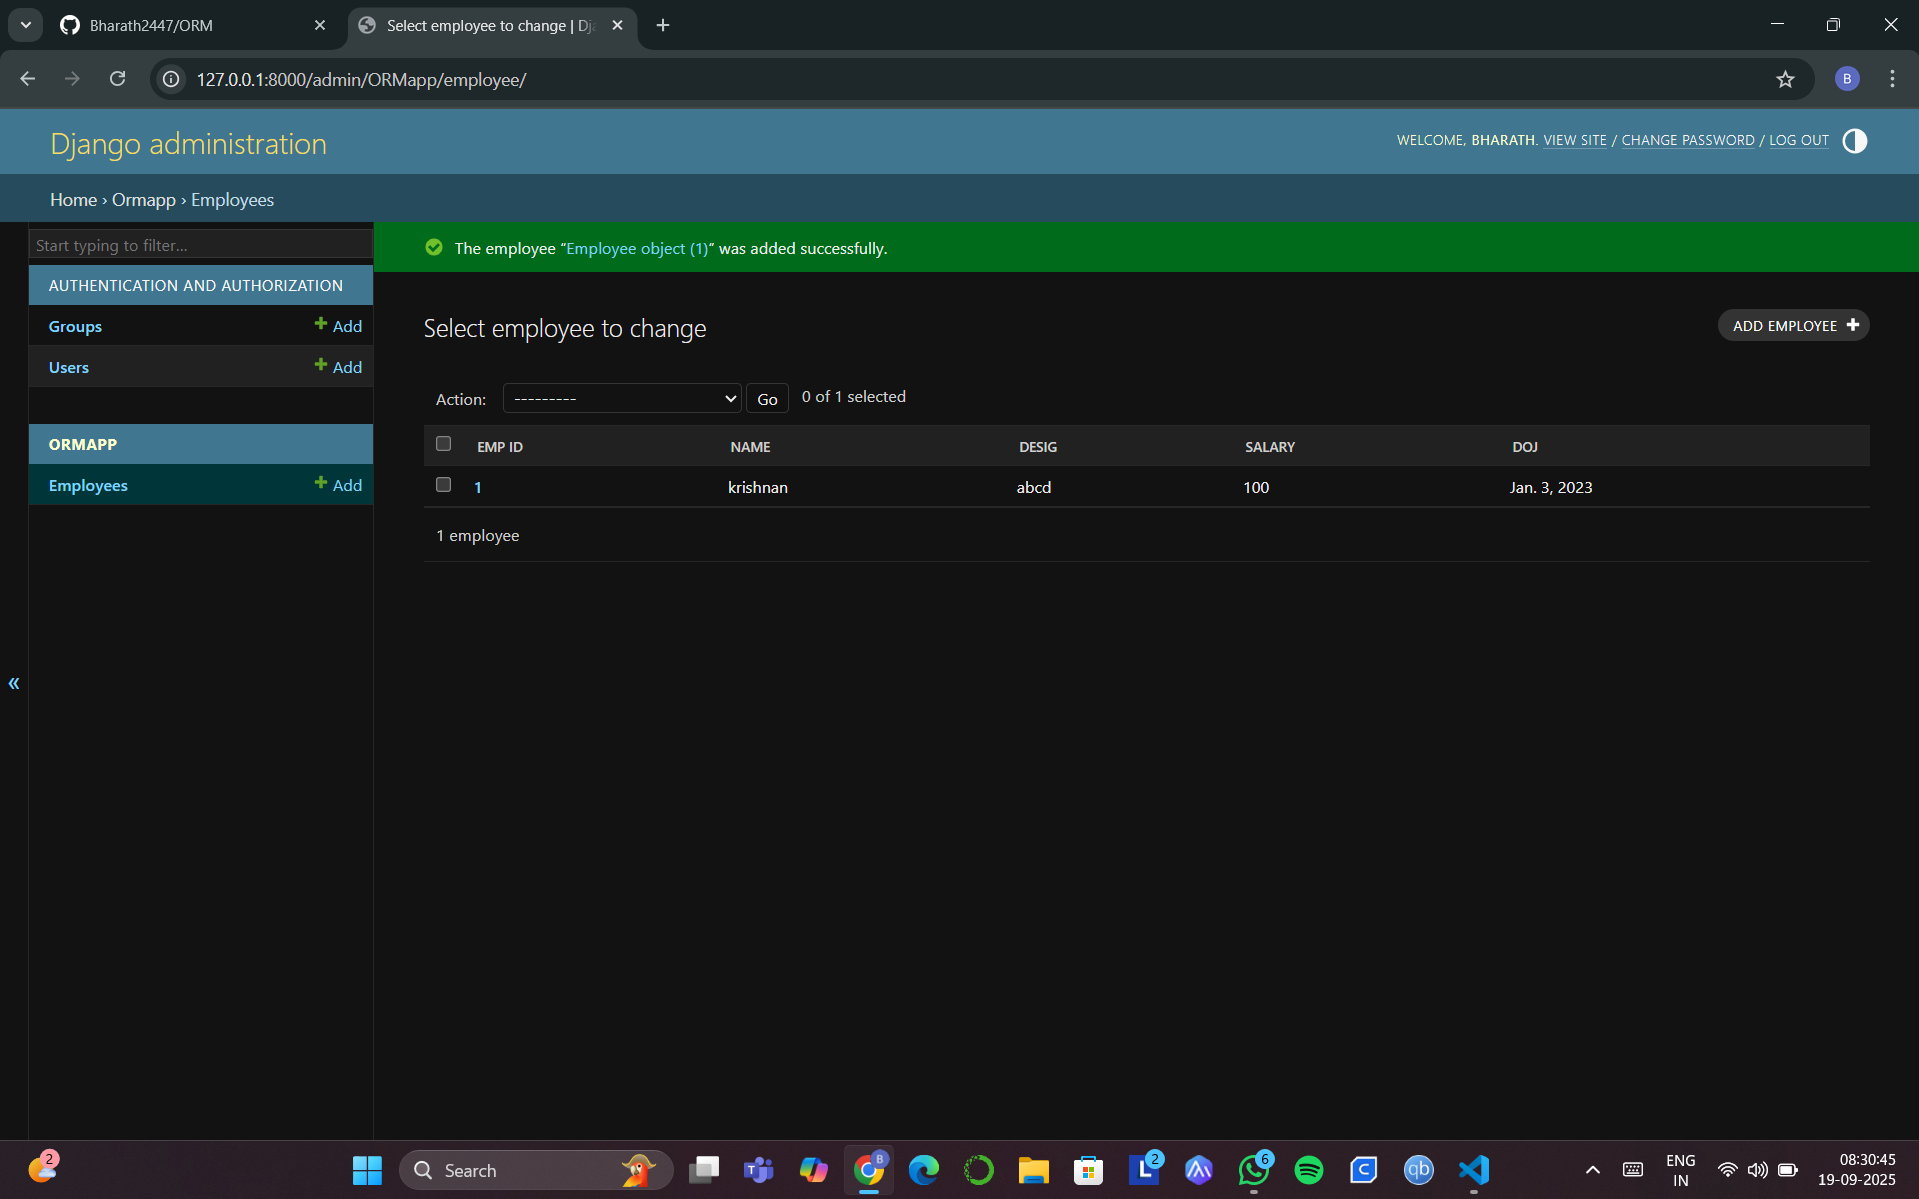 Bharath2447/ORM
Select employee to change | Dj
127.0.0.1:8000/admin/ORMapp/employee/
B
Django administration
WELCOME, BHARATH. VIEW SITE / CHANGE PASSWORD / LOG OUT
Home › Ormapp › Employees
Start typing to filter...
The employee “Employee object (1)” was added successfully.
AUTHENTICATION AND AUTHORIZATION
Groups
Add
Users
Add
ORMAPP
Employees
Add
«
Select employee to change
ADD EMPLOYEE
Action:
---------
Go
0 of 1 selected
EMP ID NAME DESIG SALARY DOJ
1 krishnan abcd 100 Jan. 3, 2023
1 employee
2
Search
B
L
2
6
C
qb
ENG
IN
08:30:45
19-09-2025